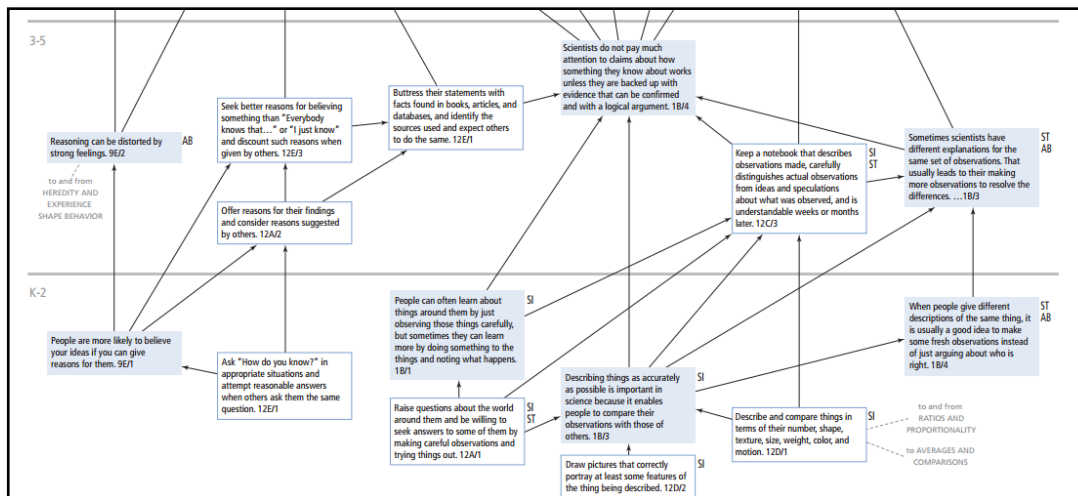 3-5
Scientists do not pay much
attention to claims about how
something they know about works
unless they are backed up with
evidence that can be confirmed
and with a logical argument. 1B/4
Buttress their statements with
facts found in books, articles, and
databases, and identify the
sources used and expect others
to do the same. 12E/1
Seek better reasons for believing
something than “Everybody
knows that…” or “I just know”
and discount such reasons when
given by others. 12E/3
Reasoning can be distorted by
strong feelings. 9E/2
AB
to and from
HEREDITY AND
EXPERIENCE
SHAPE BEHAVIOR
Offer reasons for their findings
and consider reasons suggested
by others. 12A/2
Keep a notebook that describes
observations made, carefully
distinguishes actual observations
from ideas and speculations
about what was observed, and is
understandable weeks or months
later. 12C/3
SI
ST
Sometimes scientists have
different explanations for the
same set of observations. That
usually leads to their making
more observations to resolve the
differences. …1B/3
ST
AB
K-2
People are more likely to believe
your ideas if you can give
reasons for them. 9E/1
Ask “How do you know?” in
appropriate situations and
attempt reasonable answers
when others ask them the same
question. 12E/1
People can often learn about
things around them by just
observing those things carefully,
but sometimes they can learn
more by doing something to the
things and noting what happens.
1B/1
SI
Raise questions about the world
around them and be willing to
seek answers to some of them by
making careful observations and
trying things out. 12A/1
SI
ST
Describing things as accurately
as possible is important in
science because it enables
people to compare their
observations with those of
others. 1B/3
SI
Draw pictures that correctly
portray at least some features of
the thing being described. 12D/2
SI
Describe and compare things in
terms of their number, shape,
texture, size, weight, color, and
motion. 12D/1
SI
When people give different
descriptions of the same thing, it
is usually a good idea to make
some fresh observations instead
of just arguing about who is
right. 1B/4
ST
AB
to and from
RATIOS AND
PROPORTIONALITY
to AVERAGES AND
COMPARISONS